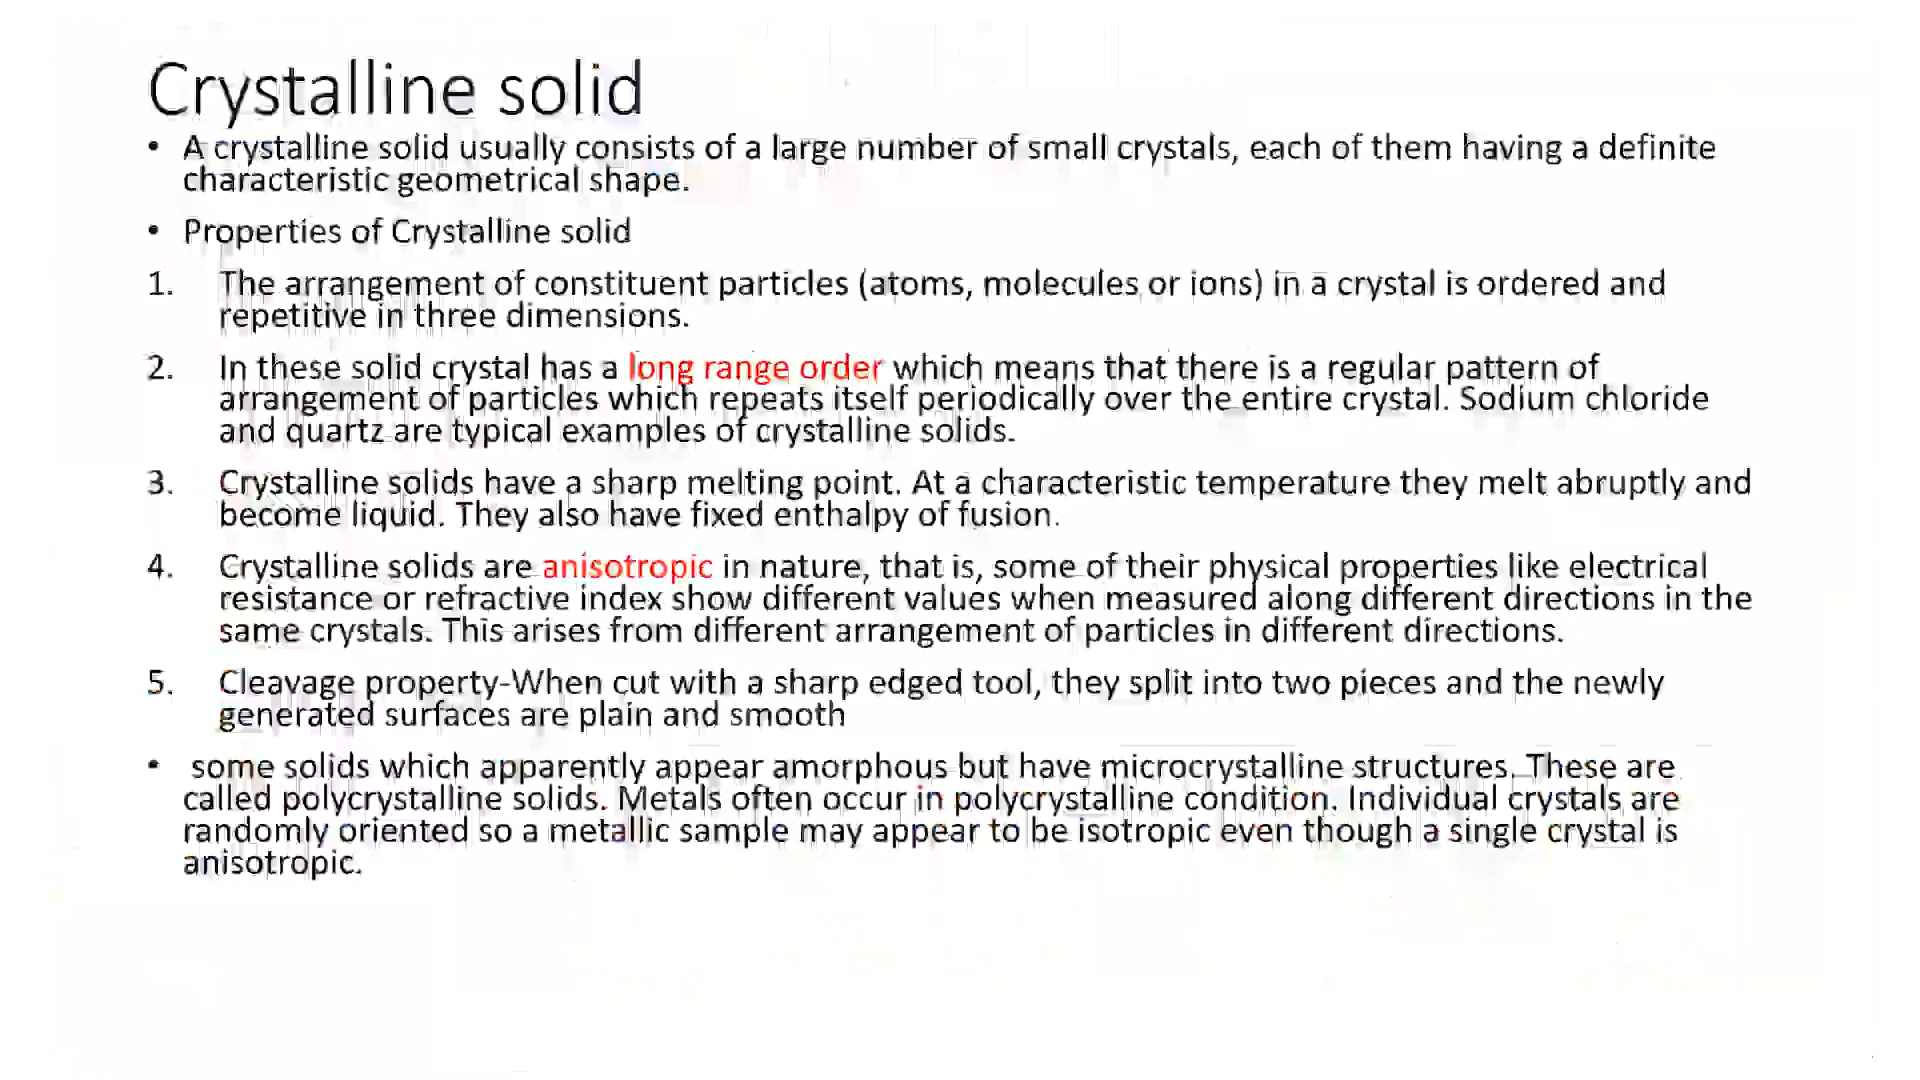 Crystalline solid
• A crystalline solid usually consists of a large number of small crystals, each of them having a definite
characteristic geometrical shape.
• Properties of Crystalline solid
1. The arrangement of constituent particles (atoms, molecules or ions) in a crystal is ordered and
repetitive in three dimensions.
2. In these solid crystal has a long range order which means that there is a regular pattern of
arrangement of particles which repeats itself periodically over the entire crystal. Sodium chloride
and quartz are typical examples of crystalline solids.
3. Crystalline solids have a sharp melting point. At a characteristic temperature they melt abruptly and
become liquid. They also have fixed enthalpy of fusion.
4. Crystalline solids are anisotropic in nature, that is, some of their physical properties like electrical
resistance or refractive index show different values when measured along different directions in the
same crystals. This arises from different arrangement of particles in different directions.
5. Cleavage property-When cut with a sharp edged tool, they split into two pieces and the newly
generated surfaces are plain and smooth
• some solids which apparently appear amorphous but have microcrystalline structures. These are
called polycrystalline solids. Metals often occur in polycrystalline condition. Individual crystals are
randomly oriented so a metallic sample may appear to be isotropic even though a single crystal is
anisotropic.